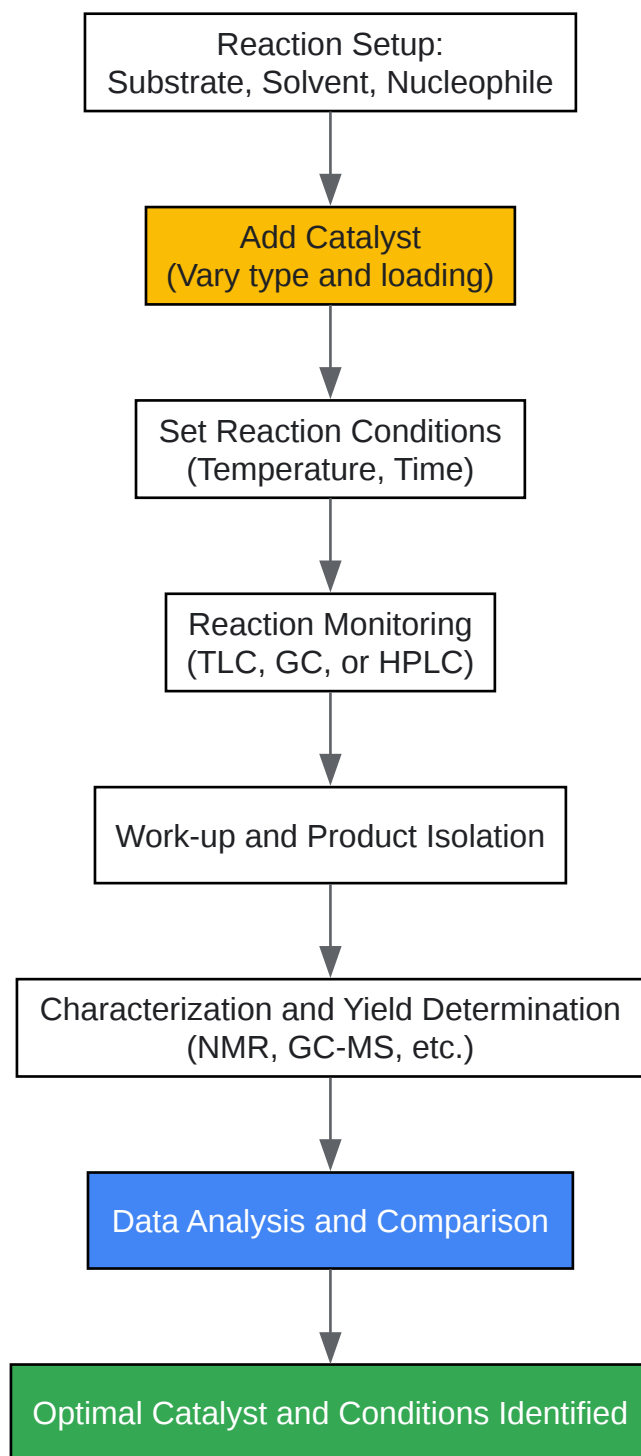 Reaction Setup:
Substrate, Solvent, Nucleophile
Add Catalyst
(Vary type and loading)
Set Reaction Conditions
(Temperature, Time)
Reaction Monitoring
(TLC, GC, or HPLC)
Work-up and Product Isolation
Characterization and Yield Determination
(NMR, GC-MS, etc.)
Data Analysis and Comparison
Optimal Catalyst and Conditions Identified